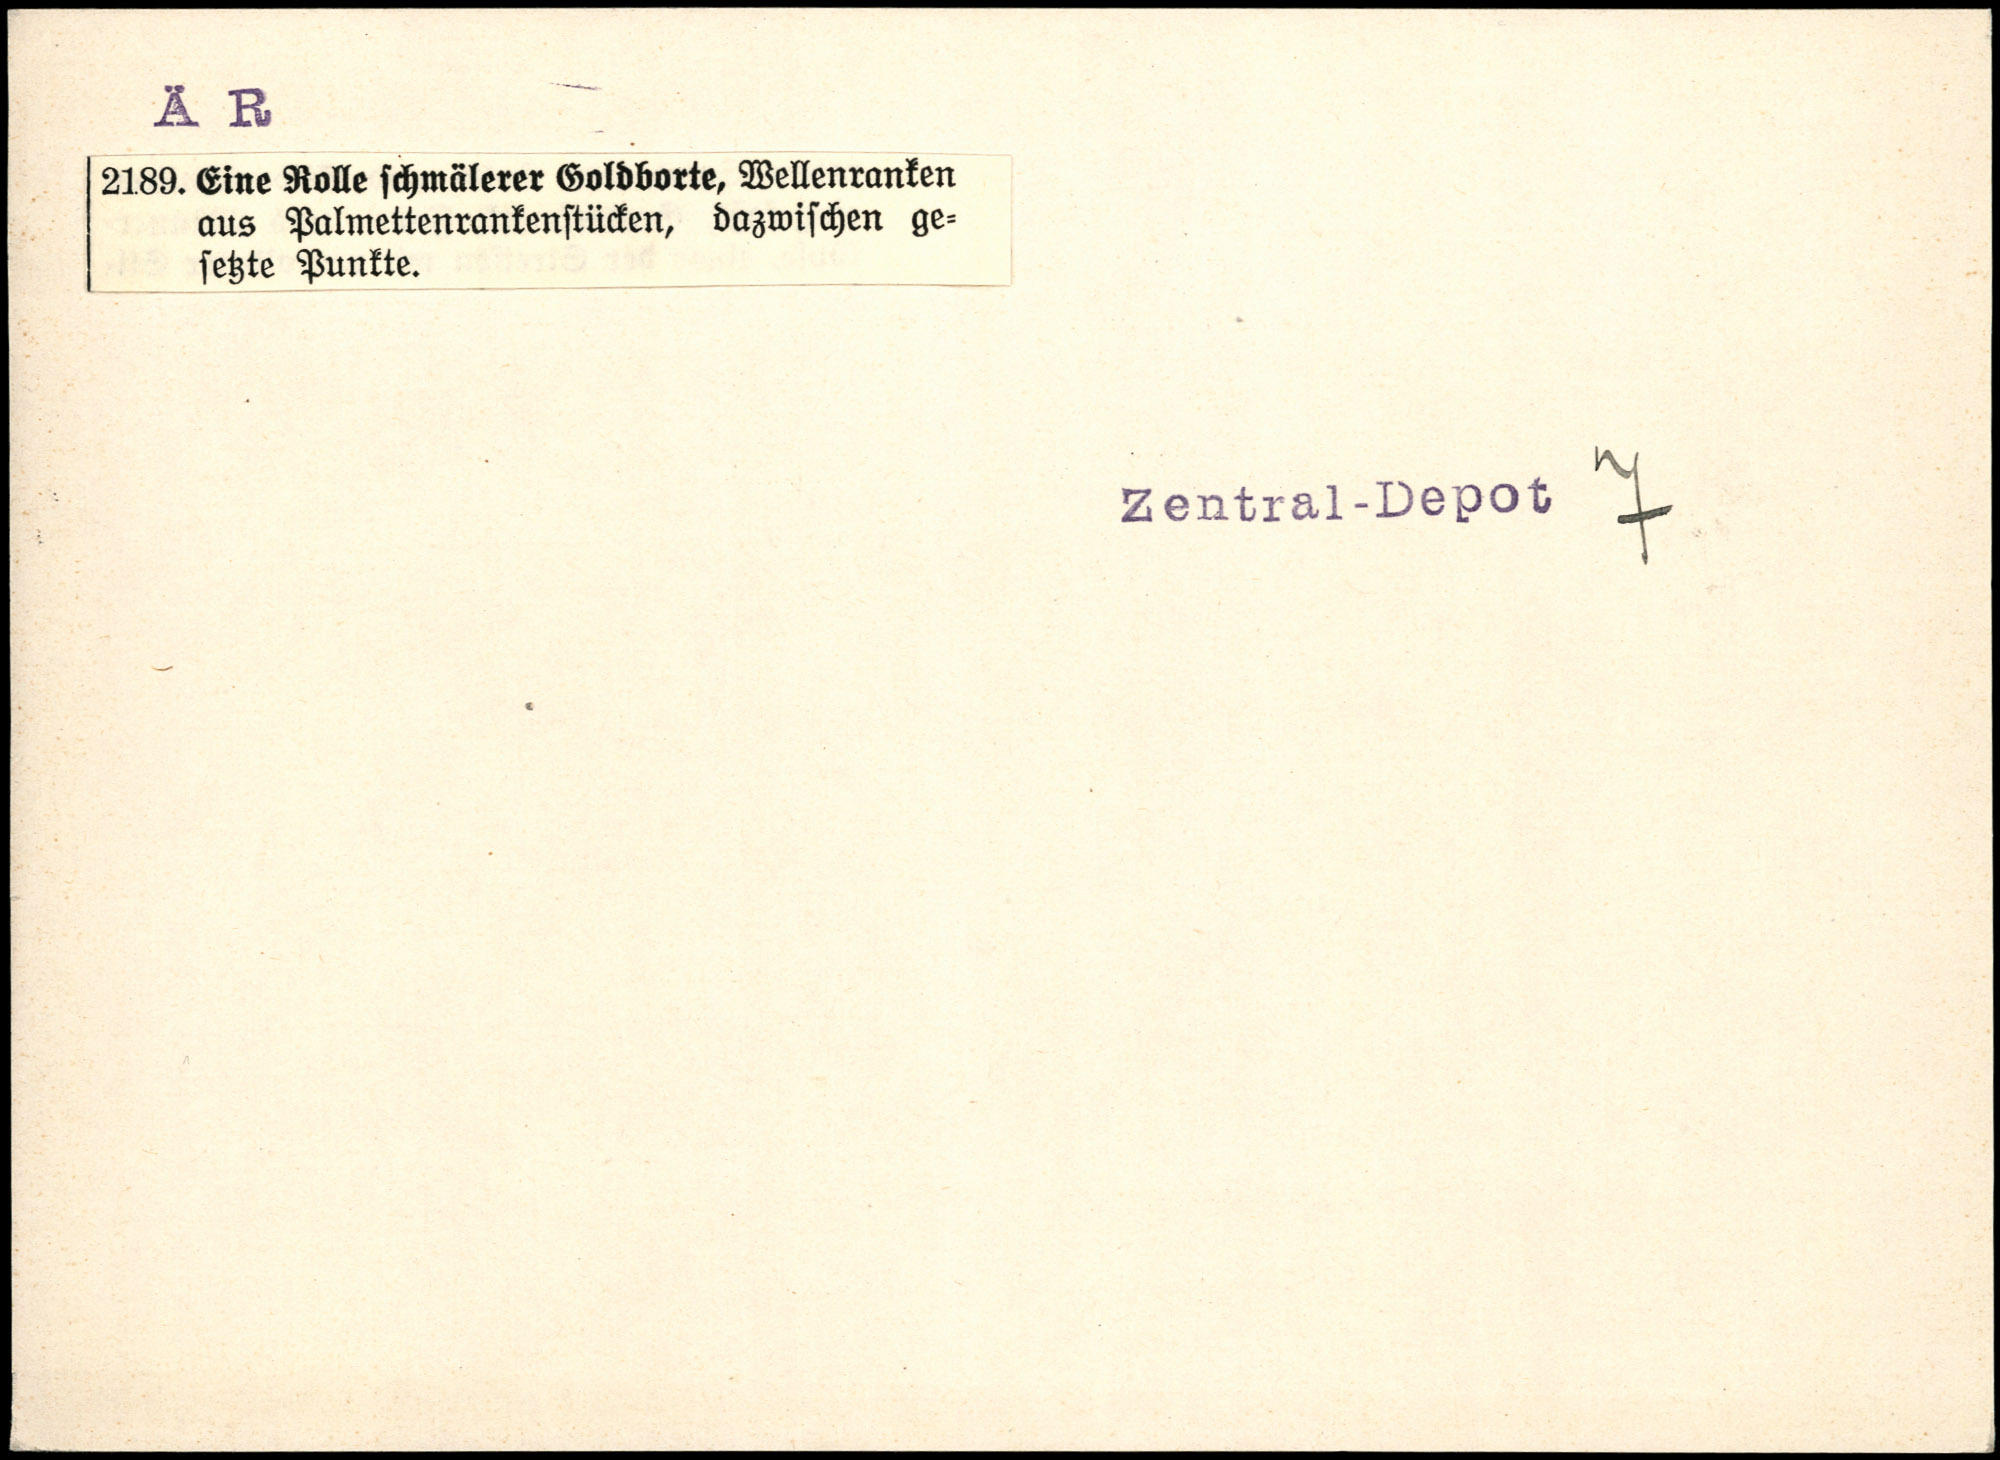 Ä R
2189. Eine Rolle schmälerer Goldborte, Wellenranken
aus Palmettenrankenstücken, dazwischen ge-
setzte Punkte.
Zentral-Depot 7